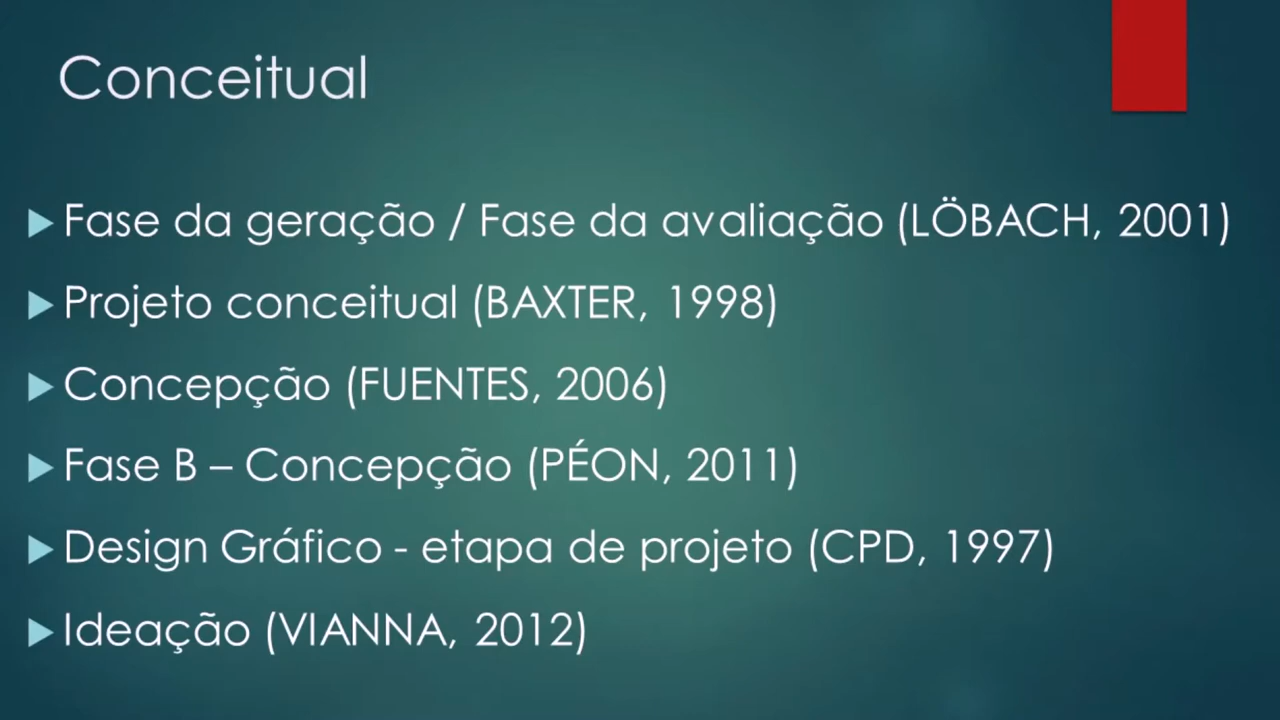 Conceitual
Fase da geração / Fase da avaliação (LÖBACH, 2001)
Projeto conceitual (BAXTER, 1998)
Concepção (FUENTES, 2006)
Fase B – Concepção (PÉON, 2011)
Design Gráfico - etapa de projeto (CPD, 1997)
Ideação (VIANNA, 2012)